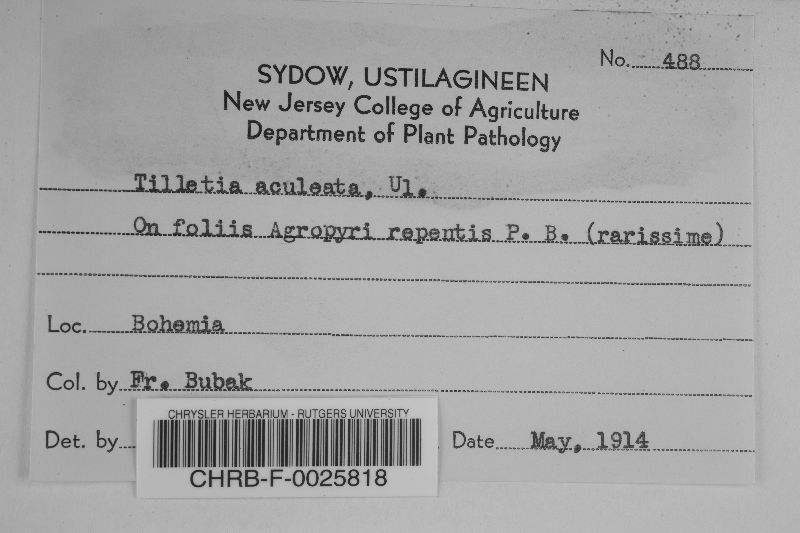 No. 488
SYDOW, USTILAGINEEN
New Jersey College of Agriculture
Department of Plant Pathology
Tilletia aculeata, Ul.
On foliis Agropyri repentis P. B. (rarissime)
Loc. Bohemia
Col. by Fr. Bubak
Det. by
Date May, 1914
CHRYSLER HERBARIUM - RUTGERS UNIVERSITY
CHRB-F-0025818